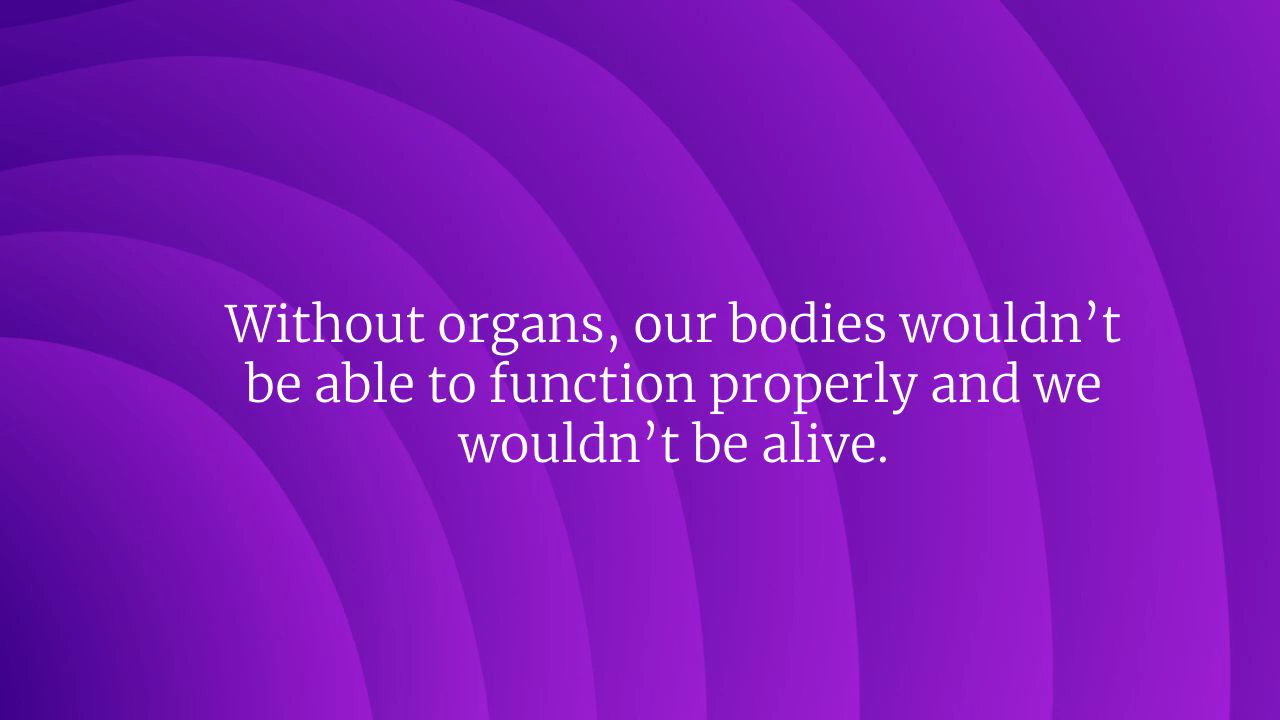 Without organs, our bodies wouldn’t
be able to function properly and we
wouldn’t be alive.